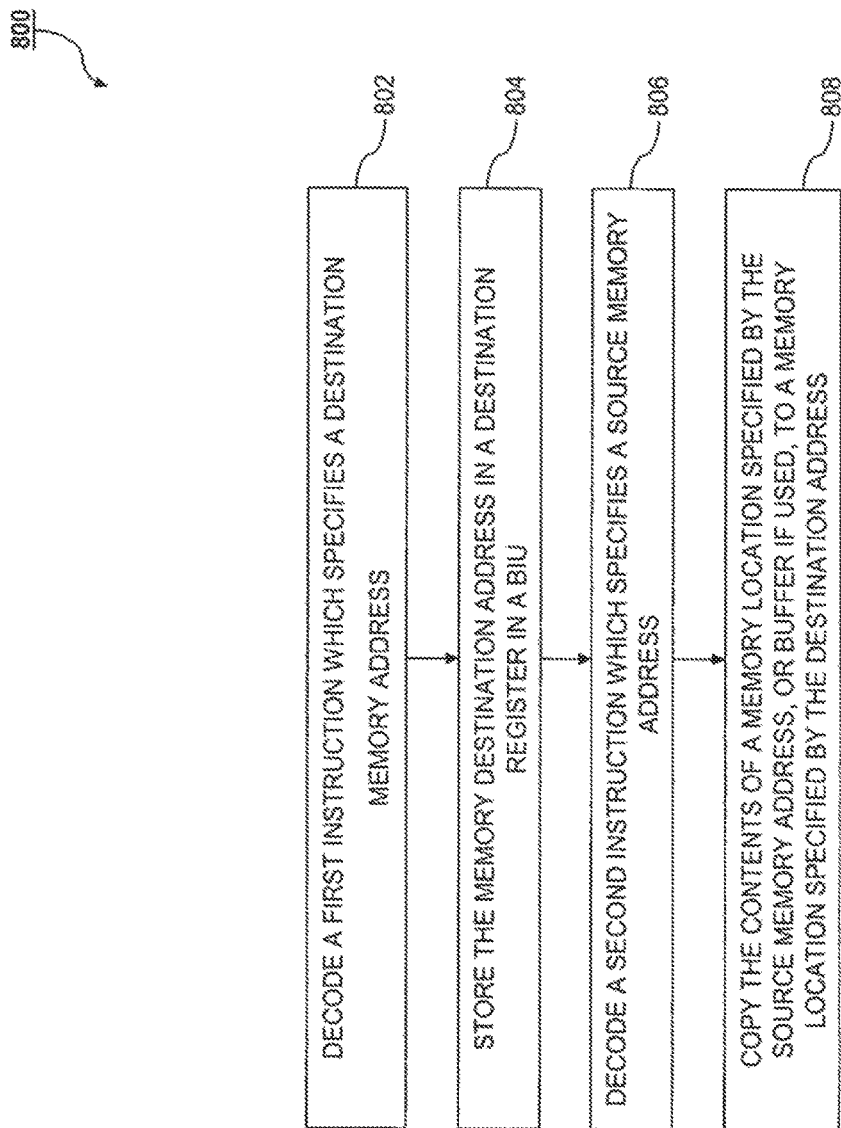 800
DECODE A FIRST INSTRUCTION WHICH SPECIFIES A DESTINATION
MEMORY ADDRESS
802
STORE THE MEMORY DESTINATION ADDRESS IN A DESTINATION
REGISTER IN A BIU
804
DECODE A SECOND INSTRUCTION WHICH SPECIFIES A SOURCE MEMORY
ADDRESS
806
COPY THE CONTENTS OF A MEMORY LOCATION SPECIFIED BY THE
SOURCE MEMORY ADDRESS, OR BUFFER IF USED, TO A MEMORY
LOCATION SPECIFIED BY THE DESTINATION ADDRESS
808